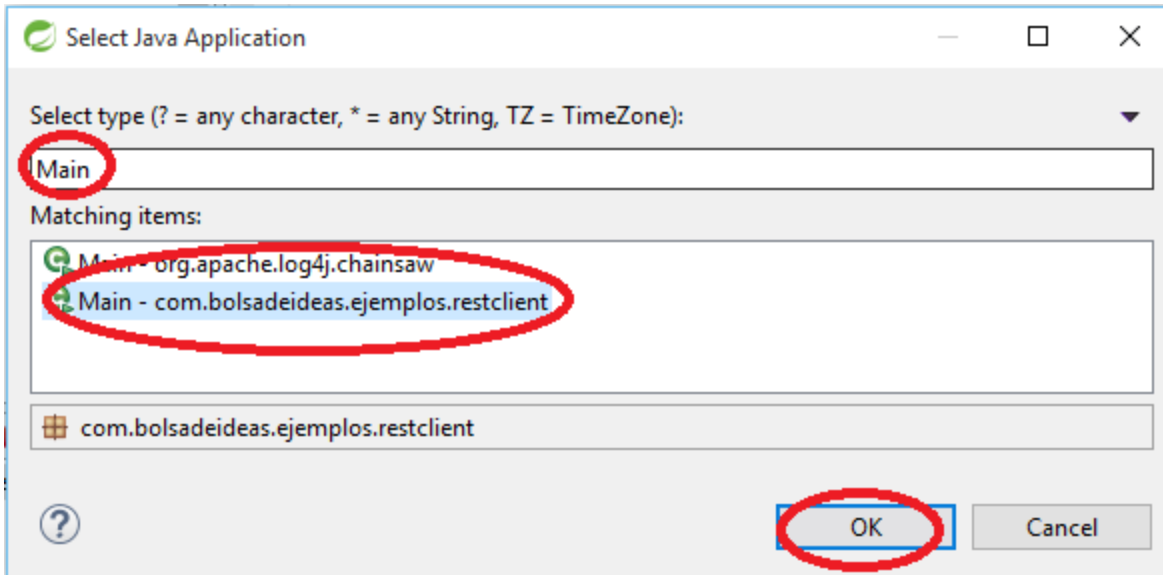 Select Java Application
Select type (? = any character, * = any String, TZ = TimeZone):
Main
Matching items:
Main - org.apache.log4j.chainsaw
Main - com.bolsadeideas.ejemplos.restclient
com.bolsadeideas.ejemplos.restclient
OK Cancel